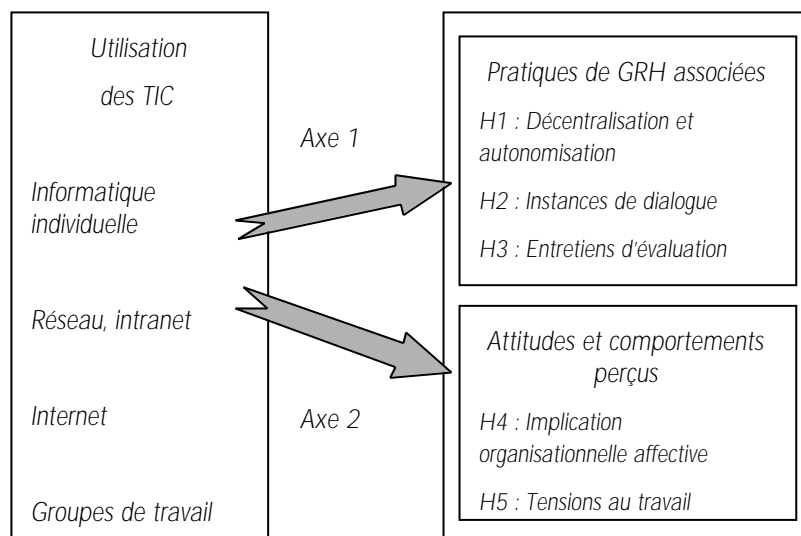 Utilisation
des TIC
Informatique
individuelle
Réseau, intranet
Internet
Groupes de travail
Axe 1
Axe 2
Pratiques de GRH associées
H1 : Décentralisation et
autonomisation
H2 : Instances de dialogue
H3 : Entretiens d'évaluation
Attitudes et comportements
perçus
H4 : Implication
organisationnelle affective
H5 : Tensions au travail